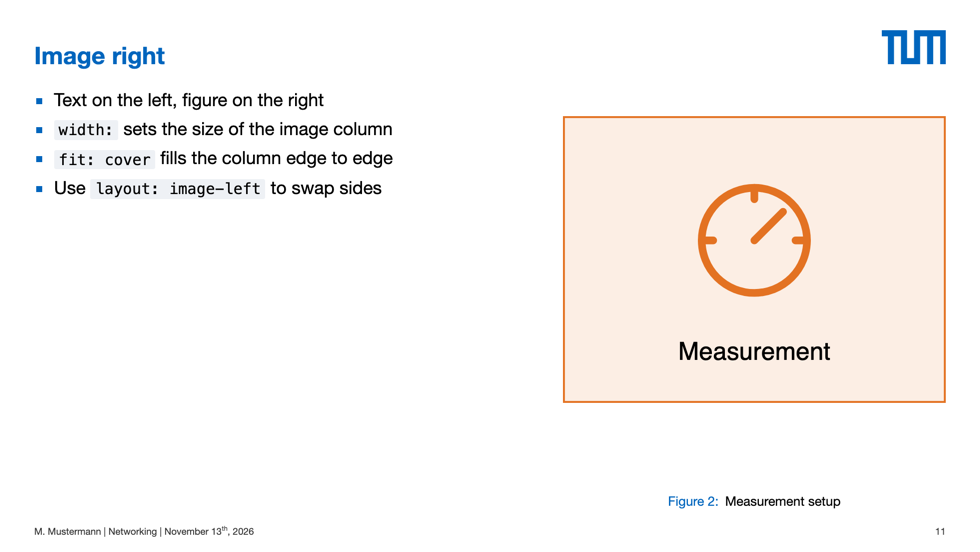 Image right
TUM
Text on the left, figure on the right
width: sets the size of the image column
fit: cover fills the column edge to edge
Use layout: image-left to swap sides
Measurement
Figure 2: Measurement setup
M. Mustermann | Networking | November 13th, 2026
11